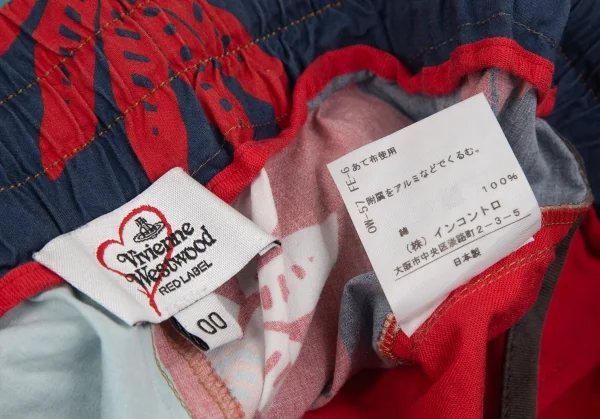 Vivienne
Westwood
RED LABEL
00
OW-57 FE-6
あて布使用
附属をアルミなどでくるむ。
綿 100%
(株) インコントロ
大阪市中央区淡路町2-3-5
日本製